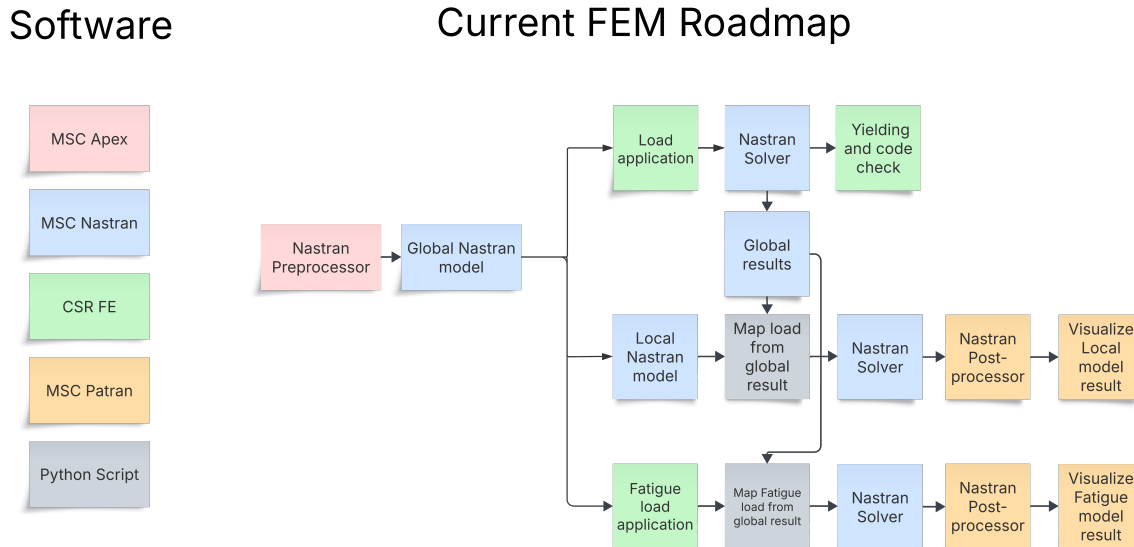 Software
Current FEM Roadmap
MSC Apex
MSC Nastran
CSR FE
MSC Patran
Python Script
Nastran
Preprocessor
Global Nastran
model
Load
application
Nastran
Solver
Yielding
and code
check
Global
results
Local
Nastran
model
Map load
from
global
result
Nastran
Solver
Nastran
Post-
processor
Visualize
Local
model
result
Fatigue
load
application
Map Fatigue
load from
global result
Nastran
Solver
Nastran
Post-
processor
Visualize
Fatigue
model
result